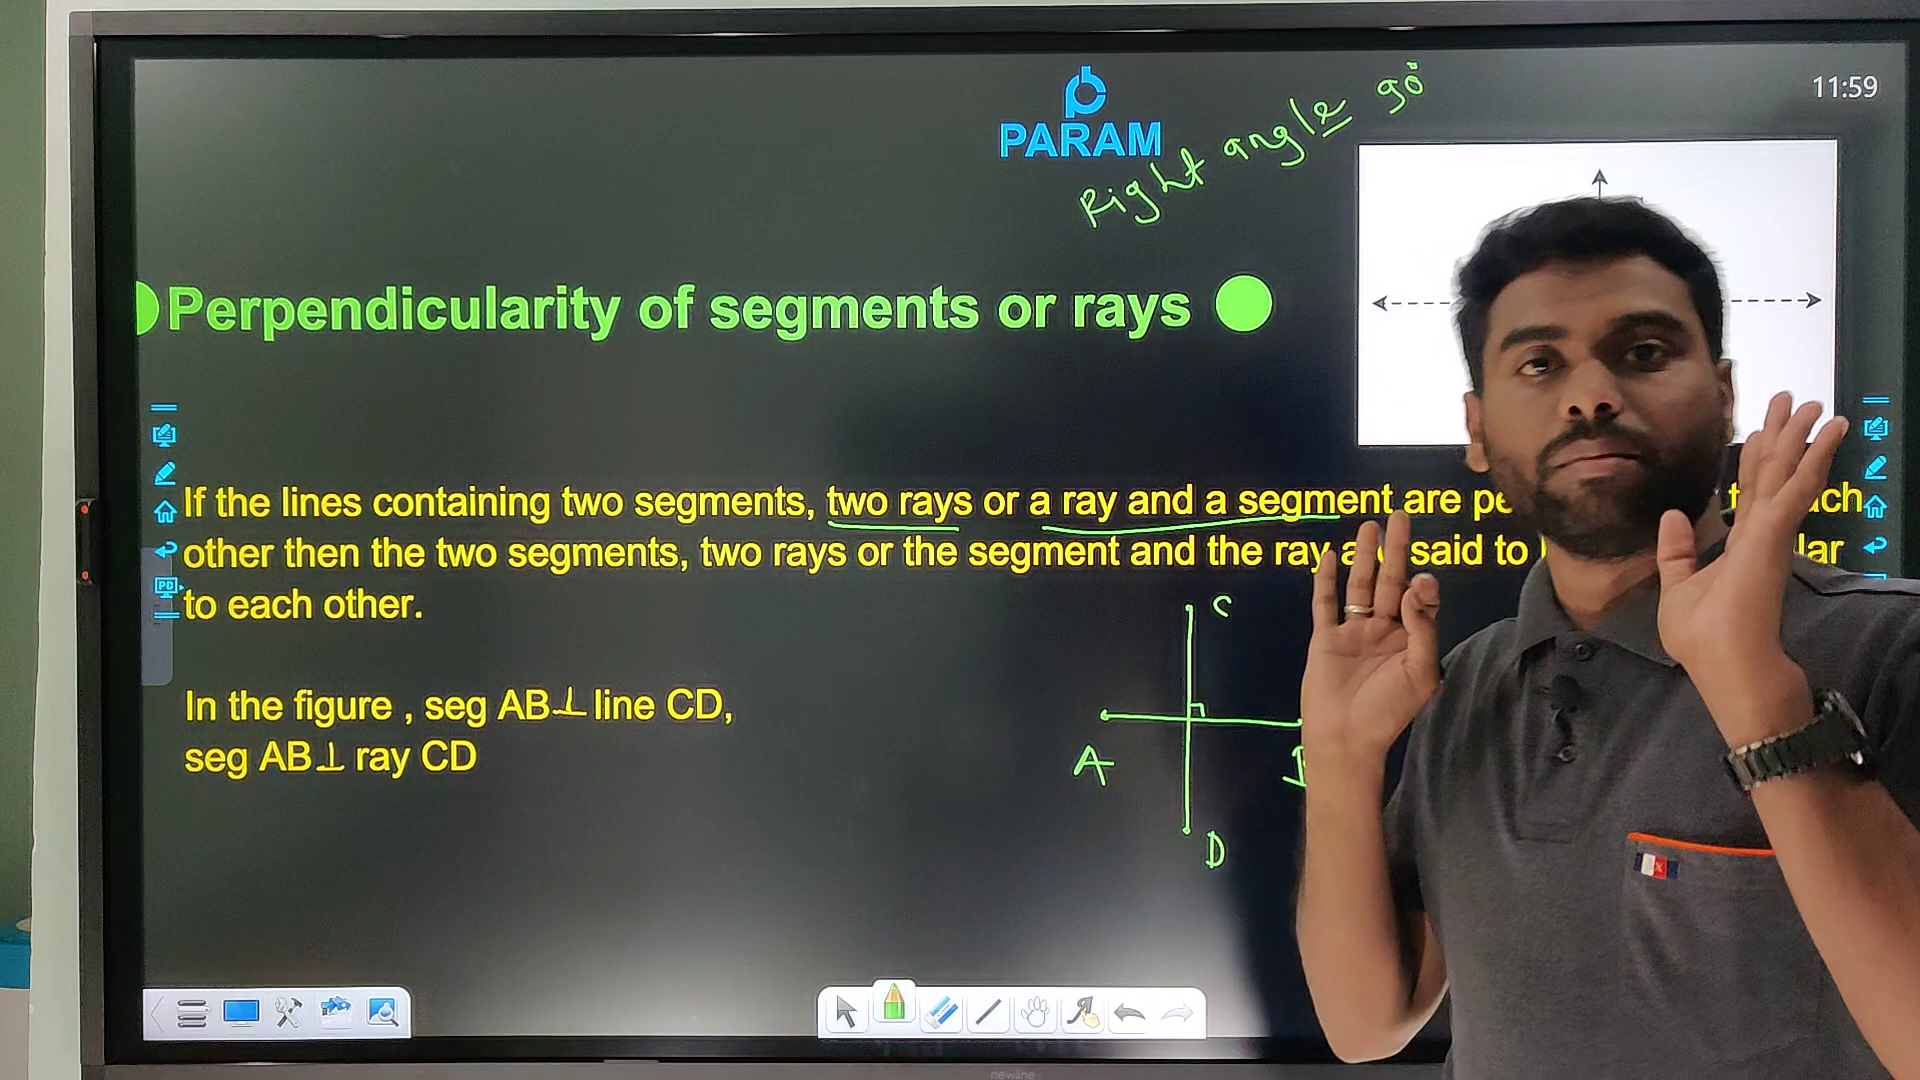 PARAM
11:59
Right angle 90°
Perpendicularity of segments or rays
If the lines containing two segments, two rays or a ray and a segment are
other then the two segments, two rays or the segment and the ray are said to
to each other.
In the figure , seg AB⊥line CD,
seg AB⊥ ray CD
C
A
D
newline